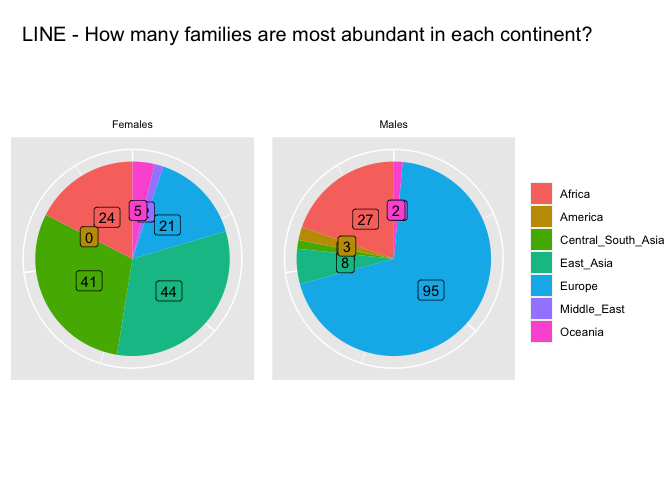 LINE - How many families are most abundant in each continent?
Females
Males
24
5
21
0
41
44
27
2
3
8
95
Africa
America
Central_South_Asia
East_Asia
Europe
Middle_East
Oceania